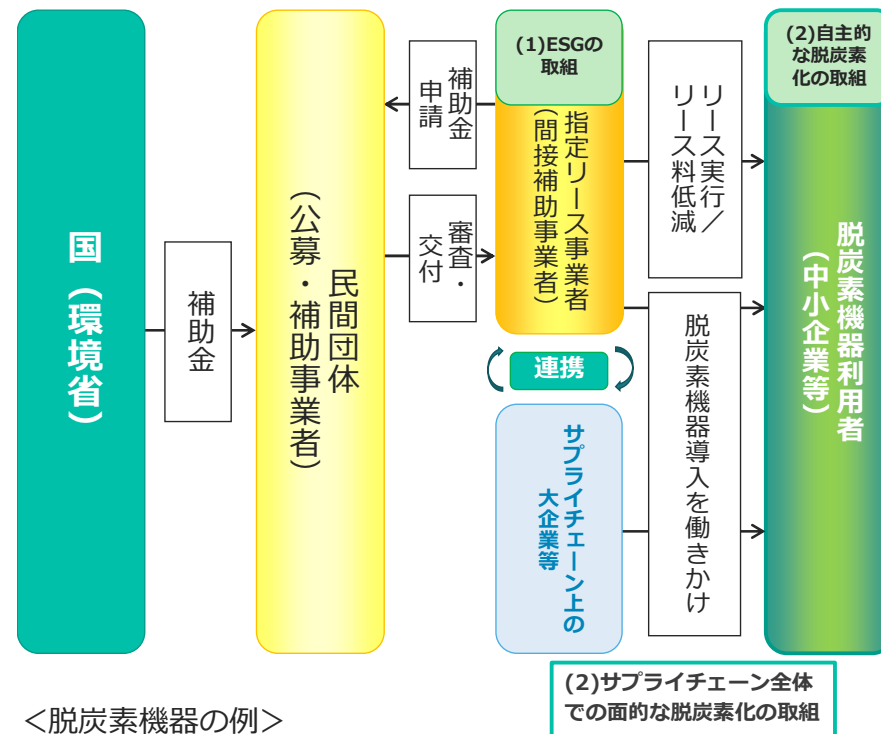 国（環境省）
補助金
民間団体
（公募・補助事業者）
補助金
申請
審査・
交付
(1)ESGの
取組
指定リース事業者
（間接補助事業者）
連携
サプライチェーン上の
大企業等
リース実行／
リース料低減
脱炭素機器導入を働きかけ
(2)自主的
な脱炭素
化の取組
脱炭素機器利用者
（中小企業等）
(2)サプライチェーン全体
での面的な脱炭素化の取組
＜脱炭素機器の例＞